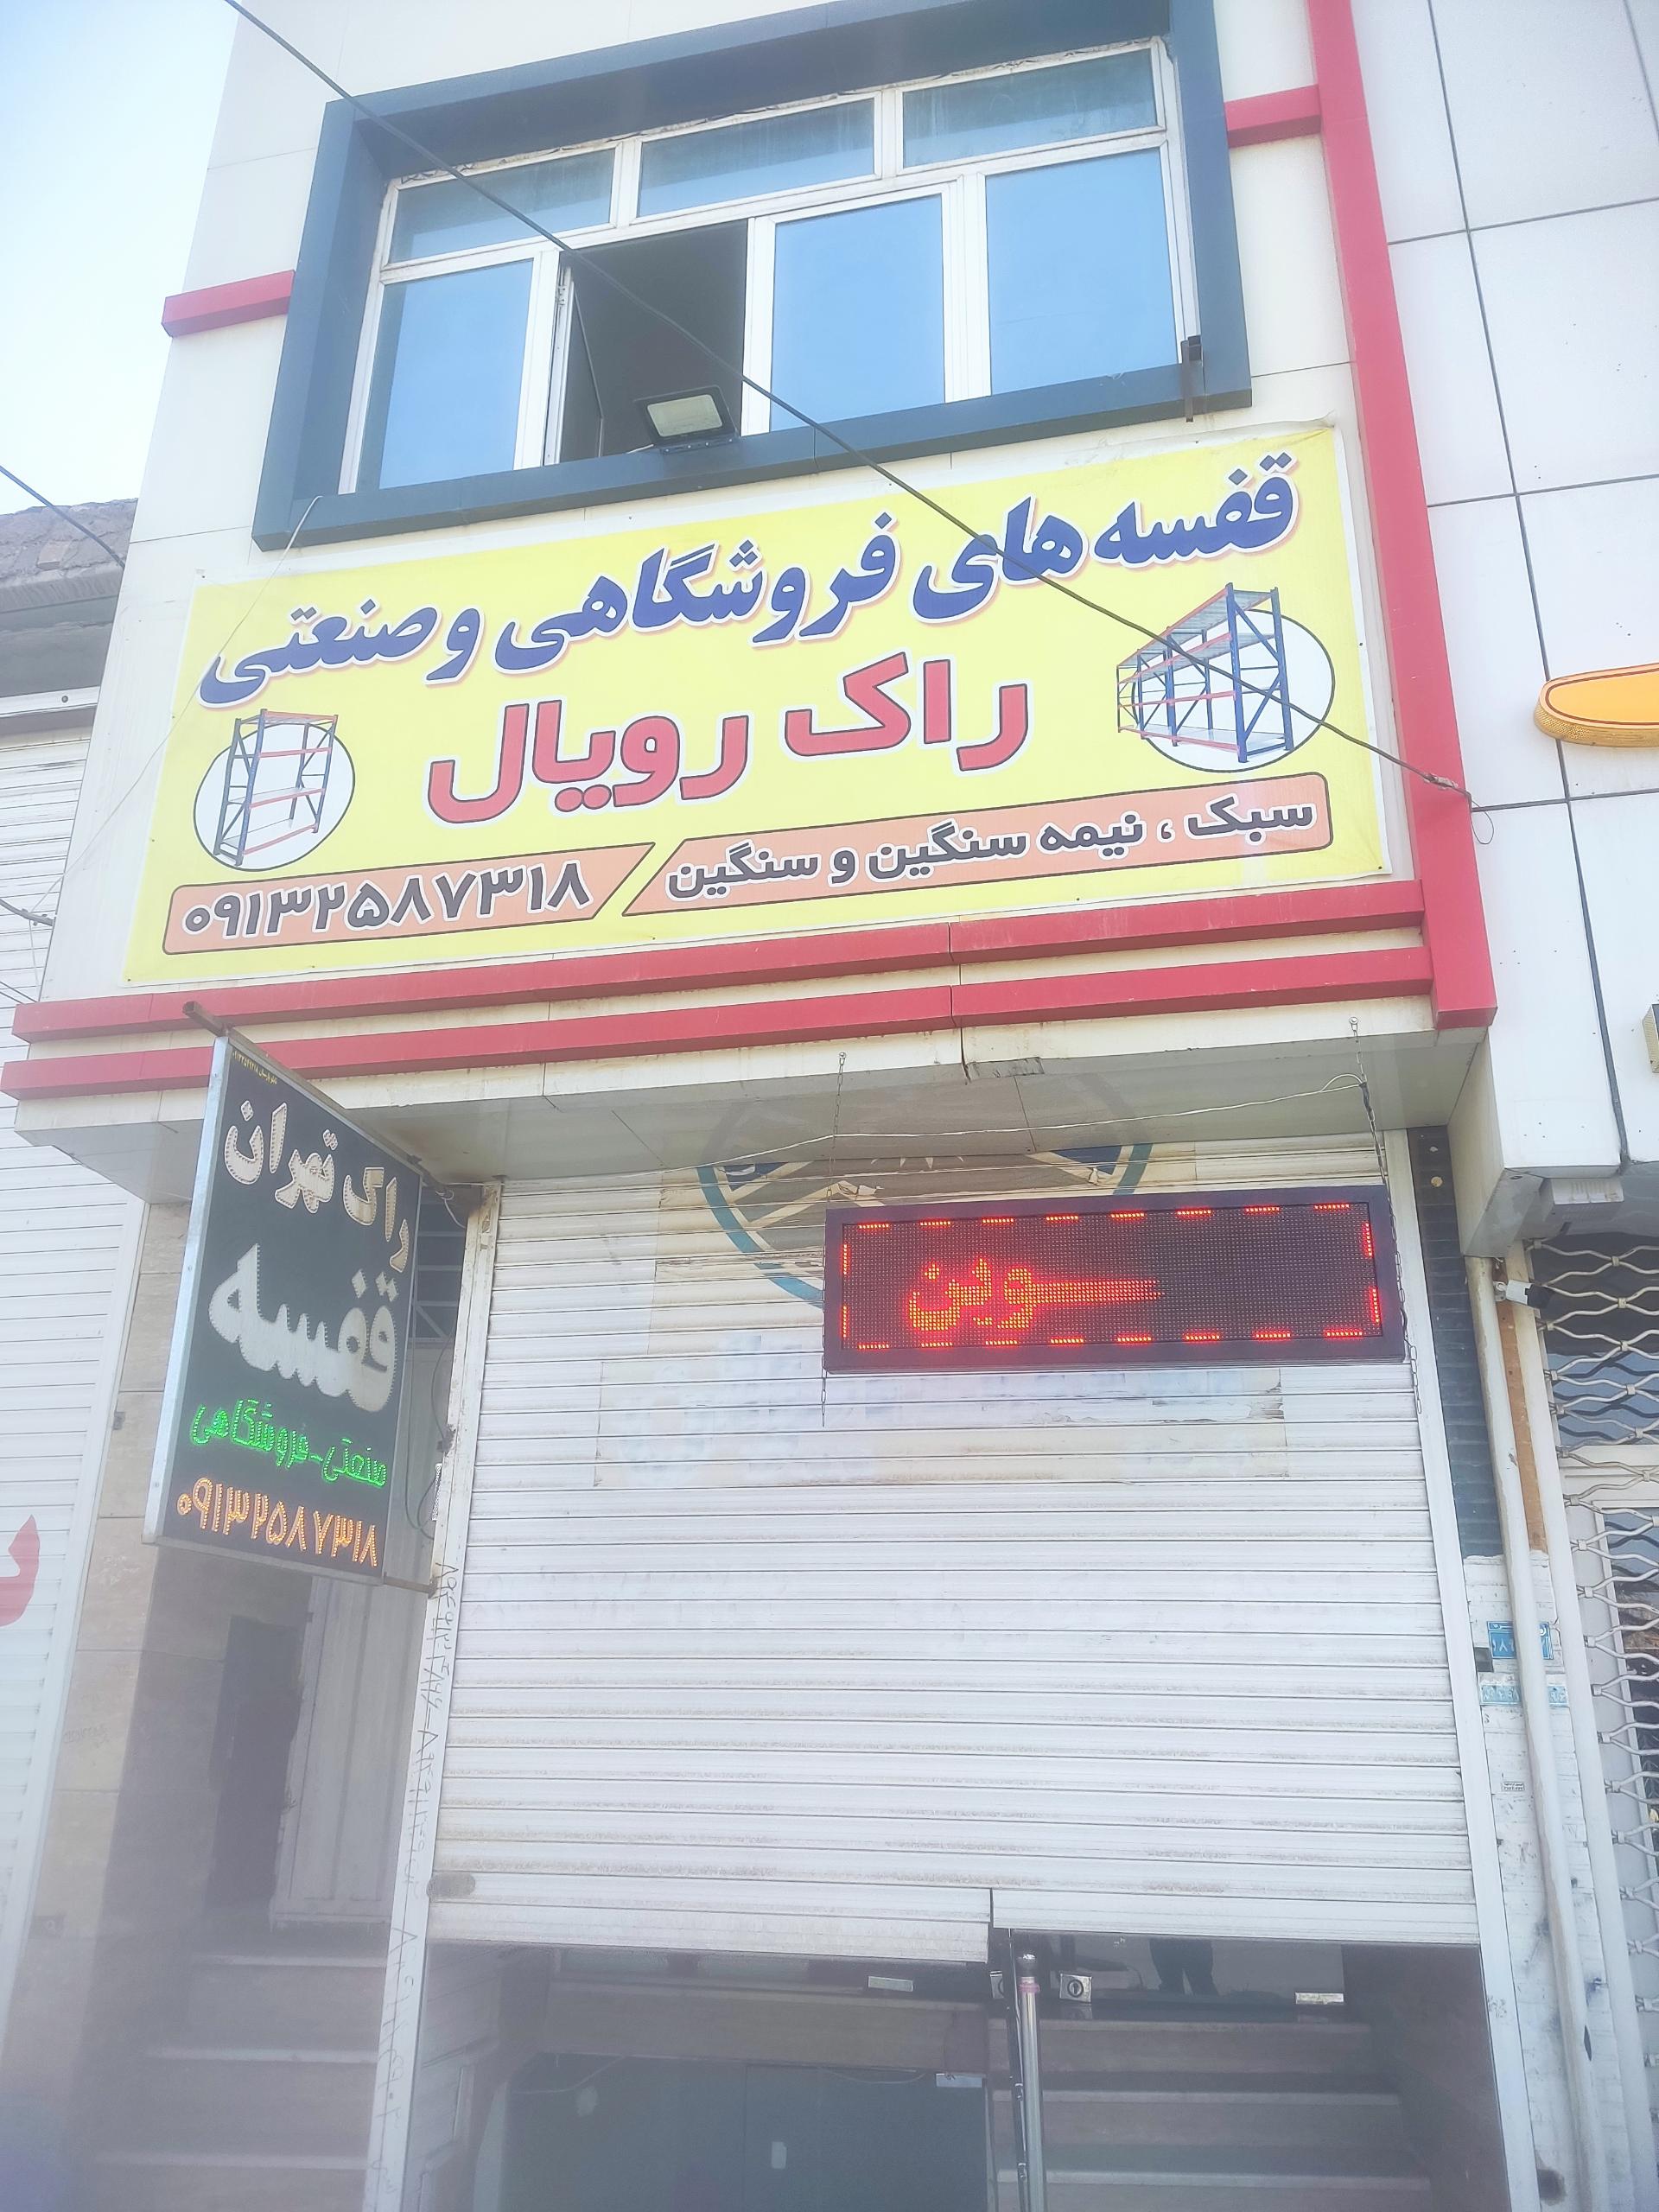 قفسه های فروشگاهی و صنعتی
راک رویال
سبک ، نیمه سنگین و سنگین
۰۹۱۳۲۵۸۷۳۱۸
راک تهران
قفسه
صنعتی-فروشگاهی
۰۹۱۳۲۵۸۷۳۱۸